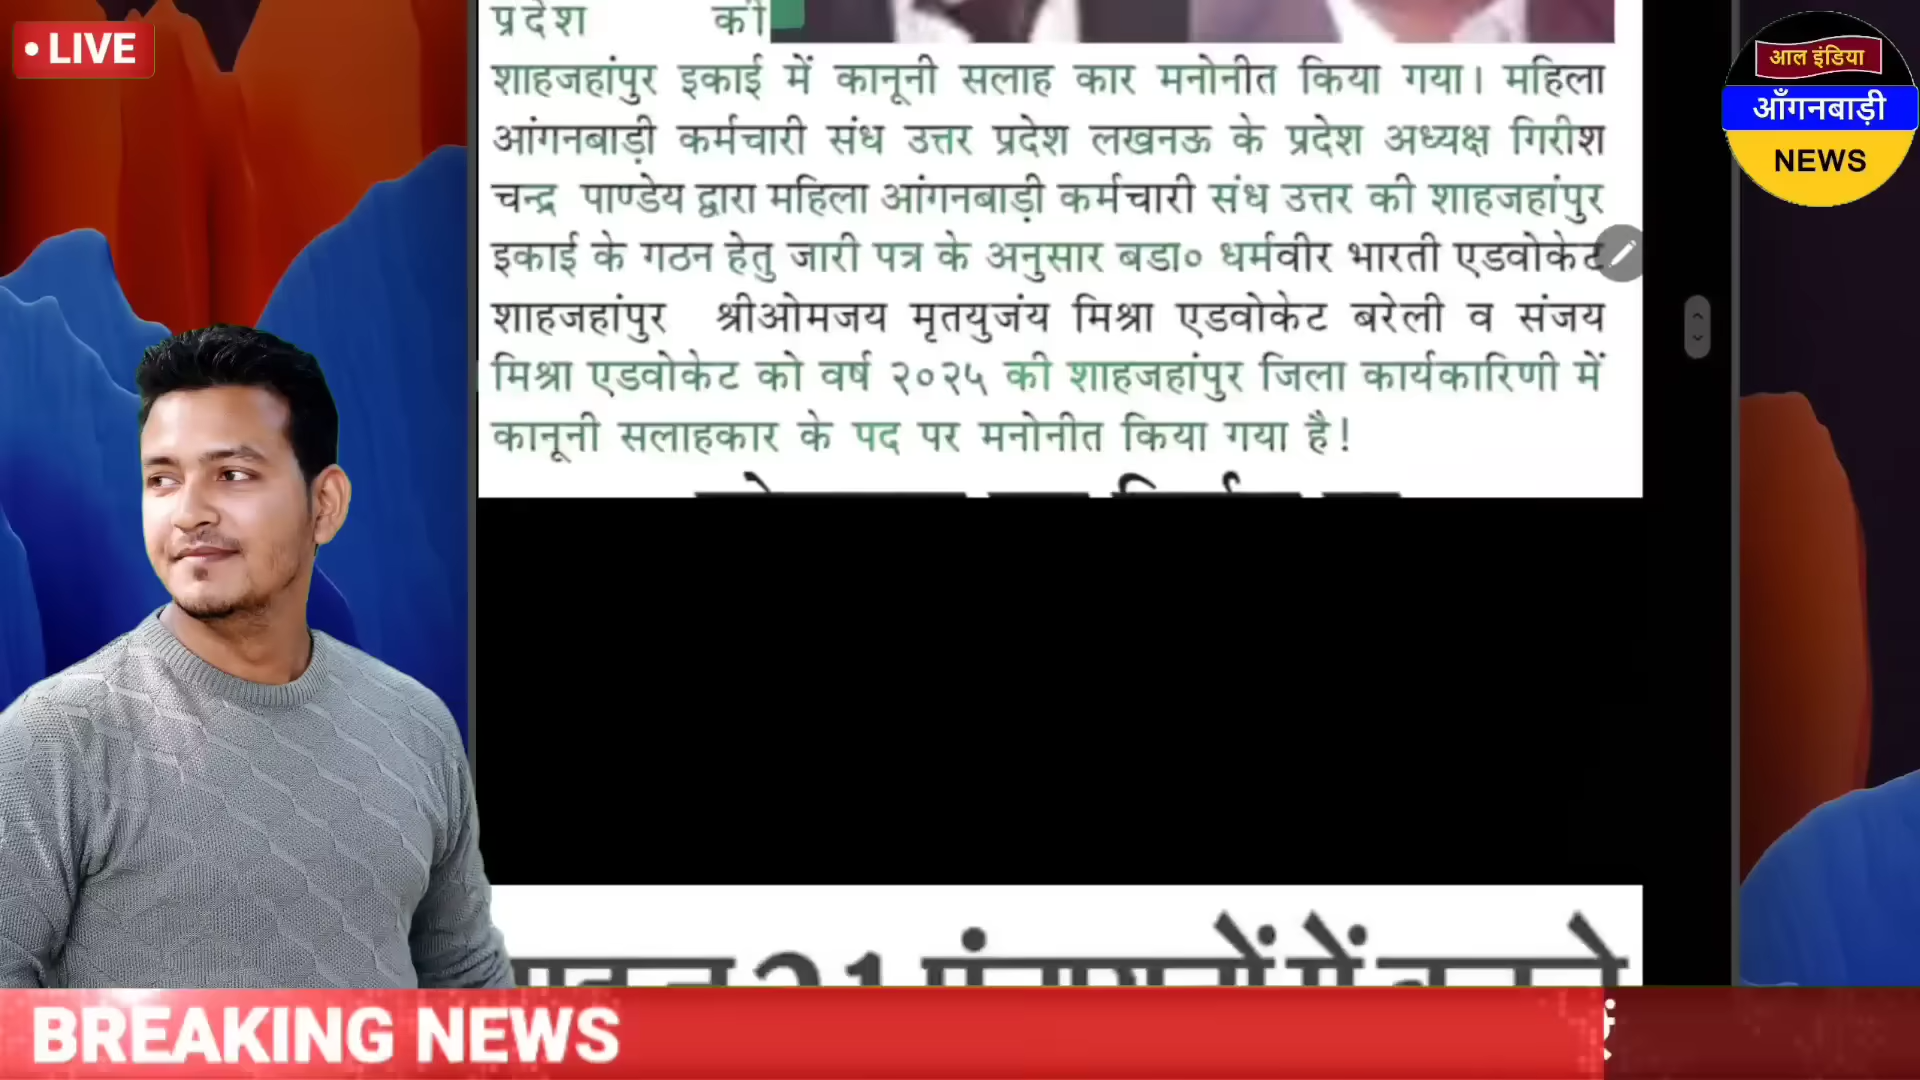 • LIVE
प्रदेश की
शाहजहांपुर इकाई में कानूनी सलाह कार मनोनीत किया गया। महिला
आंगनबाड़ी कर्मचारी संध उत्तर प्रदेश लखनऊ के प्रदेश अध्यक्ष गिरीश
चन्द्र पाण्डेय द्वारा महिला आंगनबाड़ी कर्मचारी संध उत्तर की शाहजहांपुर
इकाई के गठन हेतु जारी पत्र के अनुसार बडा० धर्मवीर भारती एडवोकेट
शाहजहांपुर श्रीओमजय मृतयुजंय मिश्रा एडवोकेट बरेली व संजय
मिश्रा एडवोकेट को वर्ष २०२५ की शाहजहांपुर जिला कार्यकारिणी में
कानूनी सलाहकार के पद पर मनोनीत किया गया है!
आल इंडिया
आँगनबाड़ी
NEWS
21 पंचायतों में
BREAKING NEWS